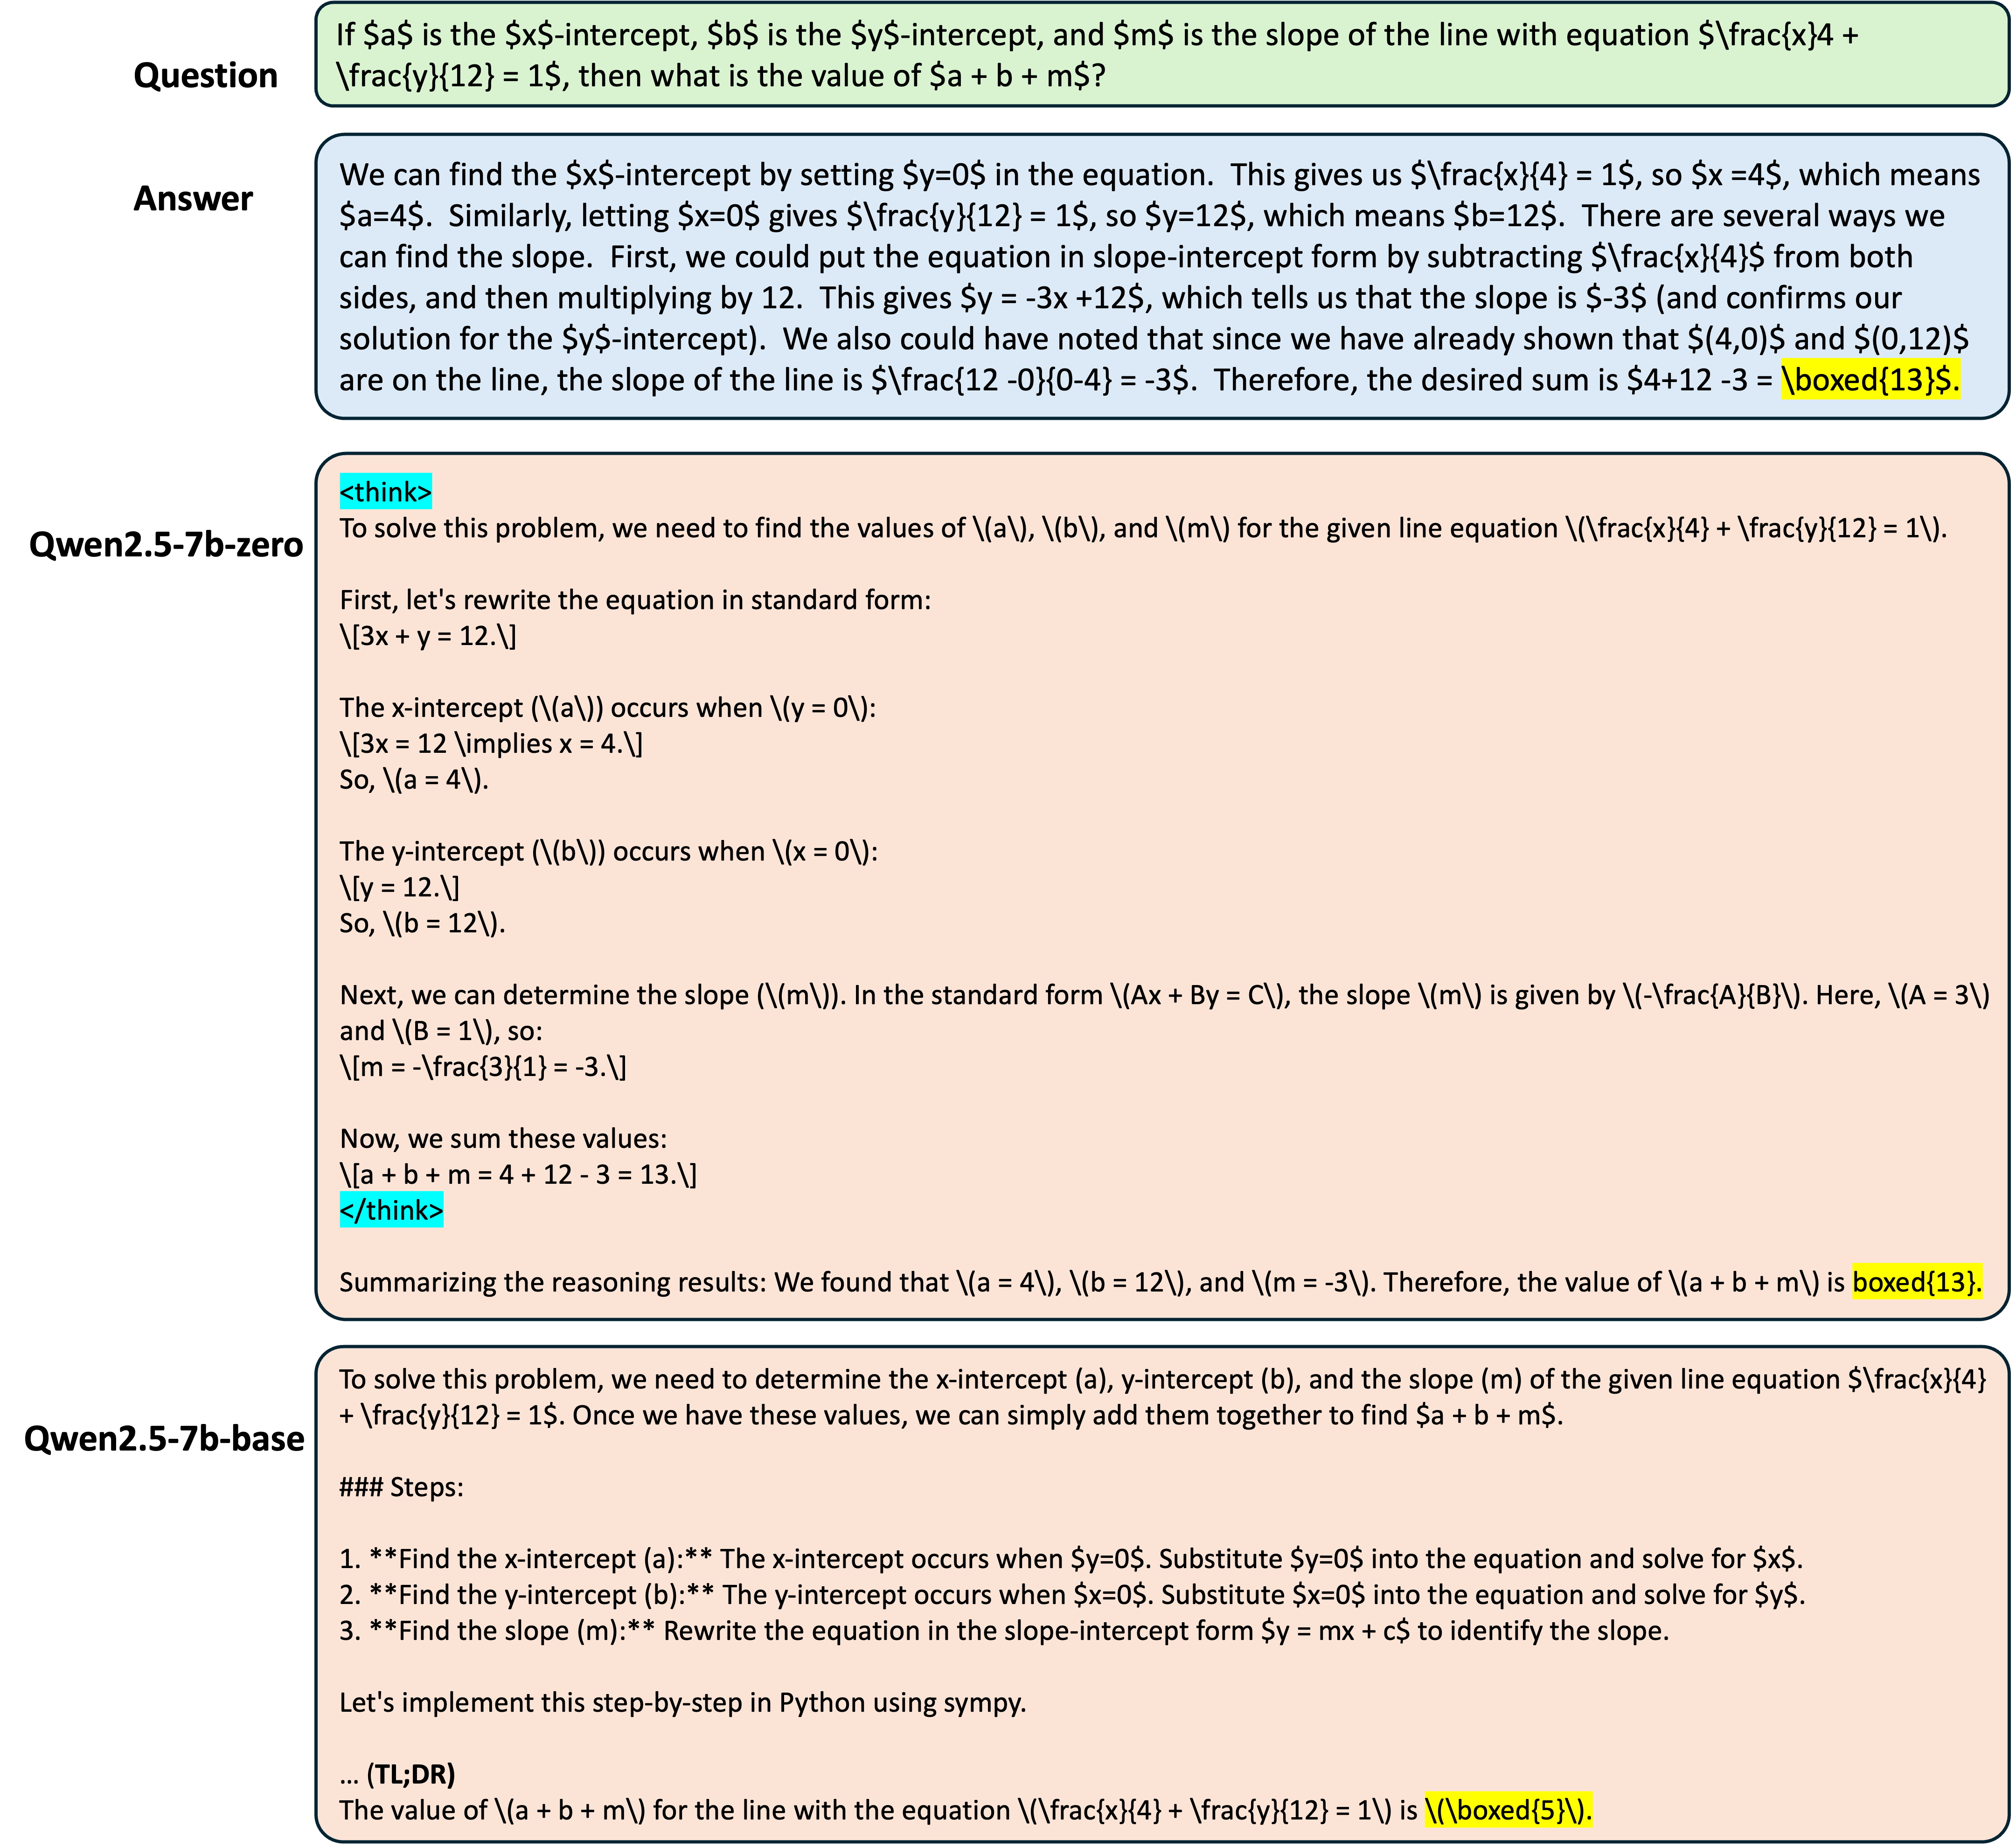 Question
If $a$ is the $x$-intercept, $b$ is the $y$-intercept, and $m$ is the slope of the line with equation $\frac{x}4 +
\frac{y}{12} = 1$, then what is the value of $a + b + m$?
Answer
We can find the $x$-intercept by setting $y=0$ in the equation.  This gives us $\frac{x}{4} = 1$, so $x =4$, which means
$a=4$.  Similarly, letting $x=0$ gives $\frac{y}{12} = 1$, so $y=12$, which means $b=12$.  There are several ways we
can find the slope.  First, we could put the equation in slope-intercept form by subtracting $\frac{x}{4}$ from both
sides, and then multiplying by 12.  This gives $y = -3x +12$, which tells us that the slope is $-3$ (and confirms our
solution for the $y$-intercept).  We also could have noted that since we have already shown that $(4,0)$ and $(0,12)$
are on the line, the slope of the line is $\frac{12 -0}{0-4} = -3$.  Therefore, the desired sum is $4+12 -3 = \boxed{13}$.
Qwen2.5-7b-zero
<think>
To solve this problem, we need to find the values of \(a\), \(b\), and \(m\) for the given line equation \(\frac{x}{4} + \frac{y}{12} = 1\).
First, let's rewrite the equation in standard form:
\[3x + y = 12.\]
The x-intercept (\(a\)) occurs when \(y = 0\):
\[3x = 12 \implies x = 4.\]
So, \(a = 4\).
The y-intercept (\(b\)) occurs when \(x = 0\):
\[y = 12.\]
So, \(b = 12\).
Next, we can determine the slope (\(m\)). In the standard form \(Ax + By = C\), the slope \(m\) is given by \(-\frac{A}{B}\). Here, \(A = 3\)
and \(B = 1\), so:
\[m = -\frac{3}{1} = -3.\]
Now, we sum these values:
\[a + b + m = 4 + 12 - 3 = 13.\]
</think>
Summarizing the reasoning results: We found that \(a = 4\), \(b = 12\), and \(m = -3\). Therefore, the value of \(a + b + m\) is boxed{13}.
Qwen2.5-7b-base
To solve this problem, we need to determine the x-intercept (a), y-intercept (b), and the slope (m) of the given line equation $\frac{x}{4}
+ \frac{y}{12} = 1$. Once we have these values, we can simply add them together to find $a + b + m$.
### Steps:
1. **Find the x-intercept (a):** The x-intercept occurs when $y=0$. Substitute $y=0$ into the equation and solve for $x$.
2. **Find the y-intercept (b):** The y-intercept occurs when $x=0$. Substitute $x=0$ into the equation and solve for $y$.
3. **Find the slope (m):** Rewrite the equation in the slope-intercept form $y = mx + c$ to identify the slope.
Let's implement this step-by-step in Python using sympy.
... (TL;DR)
The value of \(a + b + m\) for the line with the equation \(\frac{x}{4} + \frac{y}{12} = 1\) is \(\boxed{5}\).